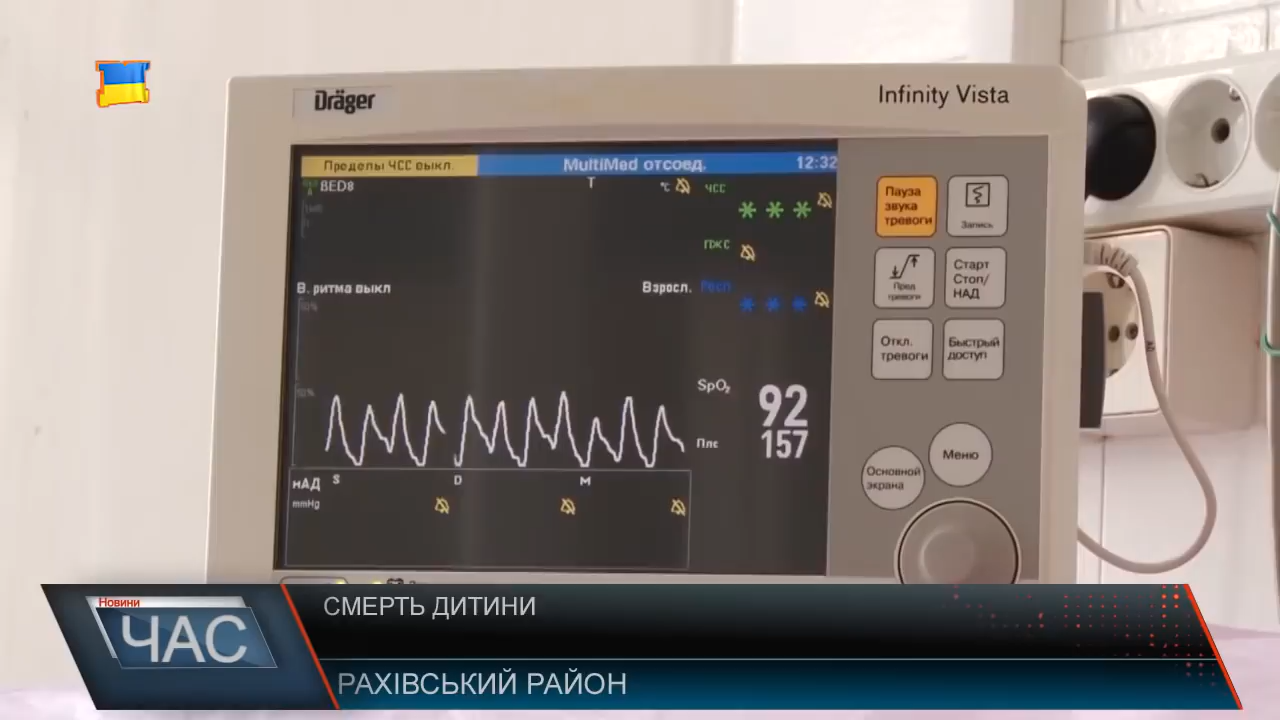 Dräger
Infinity Vista
Пределы ЧСС выкл.
MultiMed отсоед.
12:32
BED8
T
°C
ЧСС
* * *
ПЖС
В. ритма выкл
Взросл.
* * *
50%
SpO₂
92
Плс
157
нАД
S
D
M
mmHg
Пауза
звука
тревоги
Запись
Пред
тревоги
Старт
Стоп/
НАД
Откл.
тревоги
Быстрый
доступ
Основной
экрана
Меню
Новини
ЧАС
СМЕРТЬ ДИТИНИ
РАХІВСЬКИЙ РАЙОН